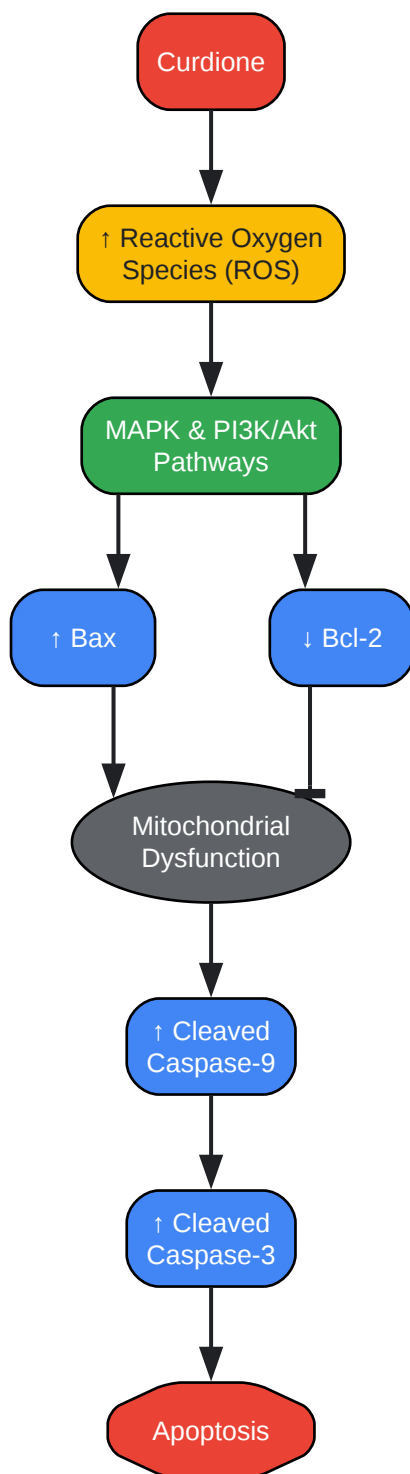 Curdione
↑ Reactive Oxygen
Species (ROS)
MAPK & PI3K/Akt
Pathways
↑ Bax
↓ Bcl-2
Mitochondrial
Dysfunction
↑ Cleaved
Caspase-9
↑ Cleaved
Caspase-3
Apoptosis